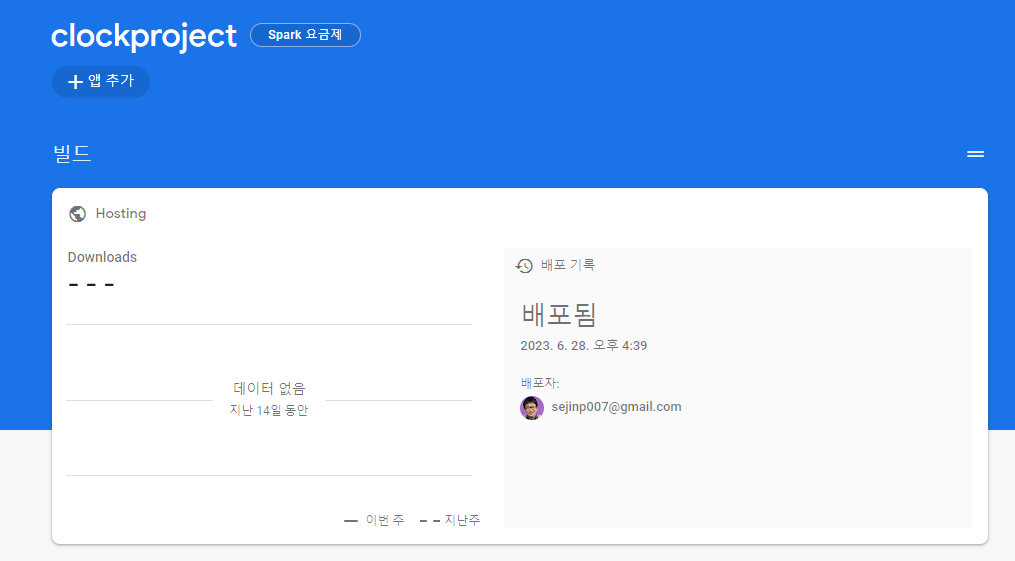 clockproject
Spark 요금제
앱 추가
빌드
Hosting
Downloads
- - -
데이터 없음
지난 14일 동안
이번 주
지난주
배포 기록
배포됨
2023. 6. 28. 오후 4:39
배포자:
sejinp007@gmail.com